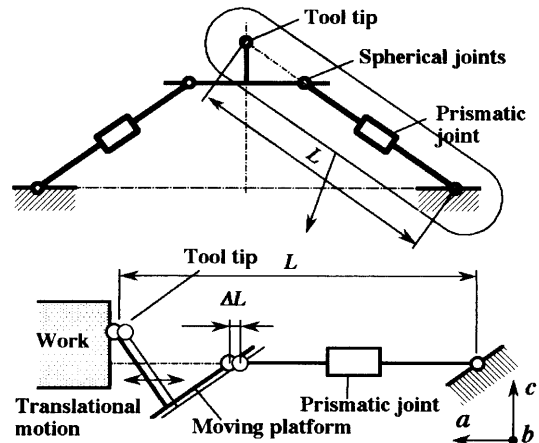 Tool tip
Spherical joints
Prismatic
joint
L
Tool tip
L
ΔL
Work
Translational
motion
Moving platform
Prismatic joint
c
a
b